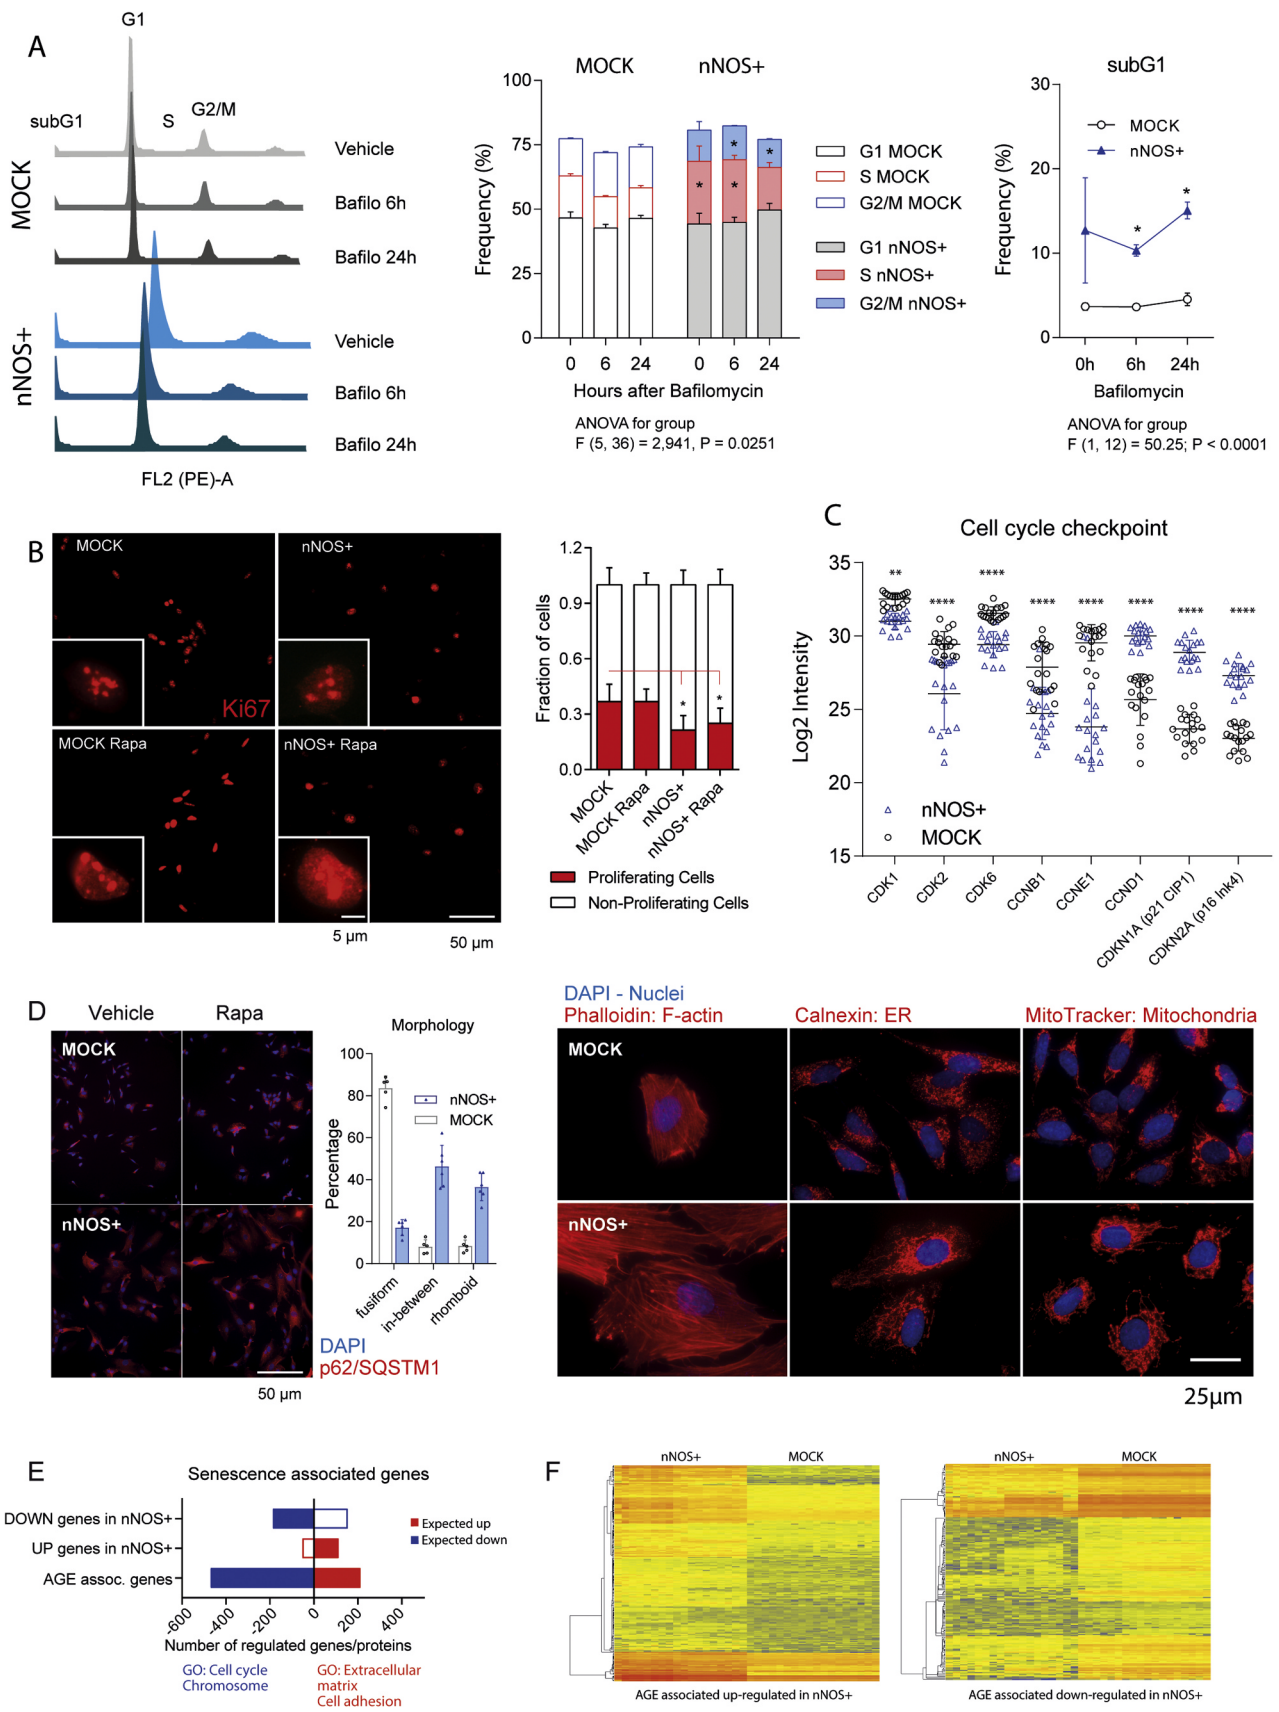 A
G1
subG1
S
G2/M
MOCK
Vehicle
Bafilo 6h
Bafilo 24h
nNOS+
Vehicle
Bafilo 6h
Bafilo 24h
FL2 (PE)-A
MOCK
nNOS+
Frequency (%)
100
75
50
25
0
*
*
*
*
0
6
24
0
6
24
Hours after Bafilomycin
ANOVA for group
F (5, 36) = 2,941, P = 0.0251
G1 MOCK
S MOCK
G2/M MOCK
G1 nNOS+
S nNOS+
G2/M nNOS+
subG1
Frequency (%)
30
20
10
0
MOCK
nNOS+
*
*
0h
6h
24h
Bafilomycin
ANOVA for group
F (1, 12) = 50.25; P < 0.0001
B
MOCK
nNOS+
Ki67
MOCK Rapa
nNOS+ Rapa
5 µm
50 µm
Fraction of cells
1.2
0.9
0.6
0.3
0.0
*
*
MOCK
MOCK Rapa
nNOS+
nNOS+ Rapa
Proliferating Cells
Non-Proliferating Cells
C
Cell cycle checkpoint
Log2 Intensity
35
30
25
20
15
**
****
****
****
****
****
****
****
nNOS+
MOCK
CDK1
CDK2
CDK6
CCNB1
CCNE1
CCND1
CDKN1A (p21 CIP1)
CDKN2A (p16 Ink4)
D
Vehicle
Rapa
MOCK
nNOS+
50 µm
Morphology
Percentage
100
80
60
40
20
0
nNOS+
MOCK
fusiform
in-between
rhomboid
DAPI
p62/SQSTM1
DAPI - Nuclei
Phalloidin: F-actin
Calnexin: ER
MitoTracker: Mitochondria
MOCK
nNOS+
25µm
E
Senescence associated genes
DOWN genes in nNOS+
UP genes in nNOS+
AGE assoc. genes
Expected up
Expected down
-600
-400
-200
0
200
400
Number of regulated genes/proteins
GO: Cell cycle
Chromosome
GO: Extracellular
matrix
Cell adhesion
F
nNOS+
MOCK
AGE associated up-regulated in nNOS+
nNOS+
MOCK
AGE associated down-regulated in nNOS+